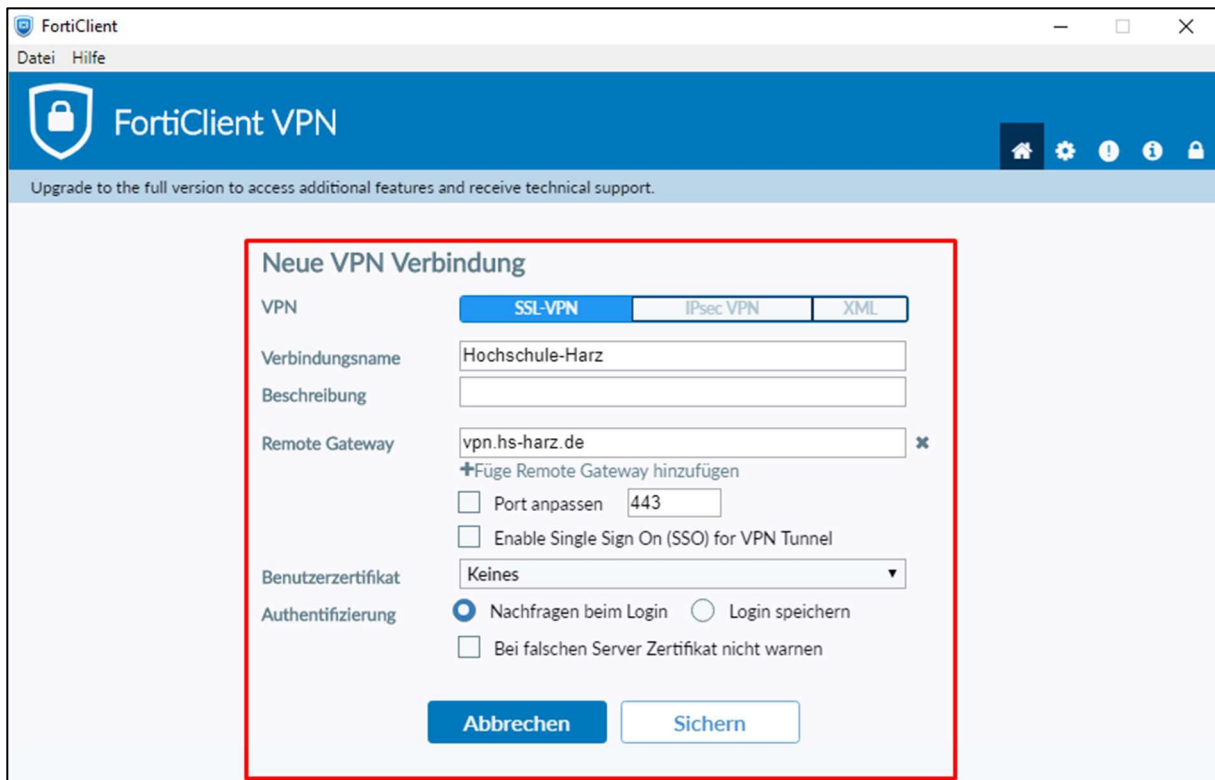 FortiClient
Datei Hilfe
FortiClient VPN
Upgrade to the full version to access additional features and receive technical support.
Neue VPN Verbindung
VPN SSL-VPN IPsec VPN XML
Verbindungsname Hochschule-Harz
Beschreibung
Remote Gateway vpn.hs-harz.de
+Füge Remote Gateway hinzufügen
Port anpassen 443
Enable Single Sign On (SSO) for VPN Tunnel
Benutzerzertifikat Keines
Authentifizierung Nachfragen beim Login Login speichern
Bei falschen Server Zertifikat nicht warnen
Abbrechen Sichern